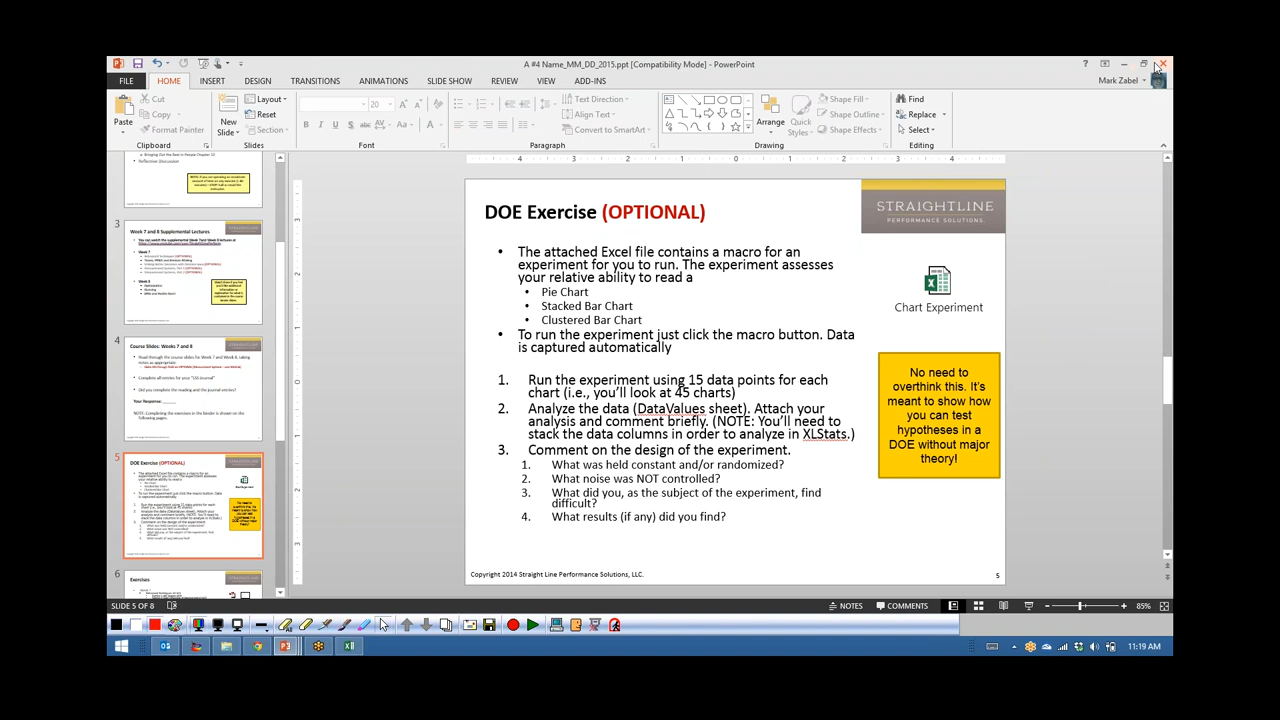 A #4 Name_MM_DD_2015.ppt [Compatibility Mode] - PowerPoint
FILE HOME INSERT DESIGN TRANSITIONS ANIMATIONS SLIDE SHOW REVIEW VIEW ADD-INS
Mark Zabel
Paste
Cut
Copy
Format Painter
Clipboard
New
Slide
Layout
Reset
Section
Slides
20
Font
Text Direction
Align Text
Convert to SmartArt
Paragraph
Arrange
Quick
Styles
Shape Fill
Shape Outline
Shape Effects
Drawing
Find
Replace
Select
Editing
3
Week 7 and 8 Supplemental Lectures
Week 7
Week 8
4
Course Slides: Weeks 7 and 8
Your Response: ______
5
DOE Exercise (OPTIONAL)
6
Exercises
DOE Exercise (OPTIONAL)
STRAIGHTLINE
PERFORMANCE SOLUTIONS.
The attached Excel file contains a macro for an
experiment for you to run. The experiment assesses
your relative ability to read a
• Pie Chart
• Stacked Bar Chart
• Clustered Bar Chart
• To run the experiment just click the macro button. Data
is captured automatically
1. Run the experiment using 15 data points for each
chart (i.e., you'll look at 45 charts)
2. Analyze the data (DataValues sheet). Attach your
analysis and comment briefly. (NOTE: You'll need to
stack the data columns in order to analyze in XLStats.)
3. Comment on the design of the experiment.
1. What was held constant and/or randomized?
2. What noise was NOT controlled?
3. What did you, as the subject of the experiment, find
difficult?
4. What results (if any) did you find?
Chart Experiment
No need to
overthink this. It's
meant to show how
you can test
hypotheses in a
DOE without major
theory!
Copyright 2014 Straight Line Performance Solutions, LLC.
5
SLIDE 5 OF 8
NOTES
COMMENTS
85%
11:19 AM